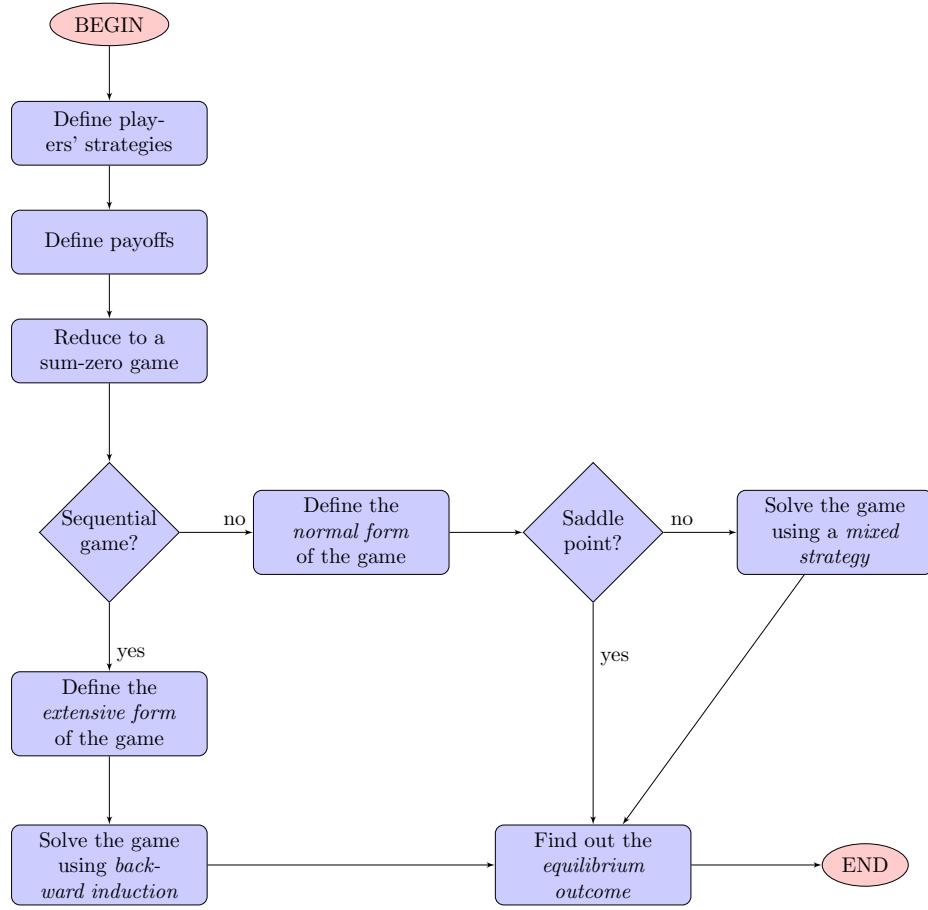 BEGIN
Define play-
ers’ strategies
Define payoffs
Reduce to a
sum-zero game
Sequential
game?
no
Define the
normal form
of the game
Saddle
point?
no
Solve the game
using a mixed
strategy
yes
yes
Define the
extensive form
of the game
Solve the game
using back-
ward induction
Find out the
equilibrium
outcome
END